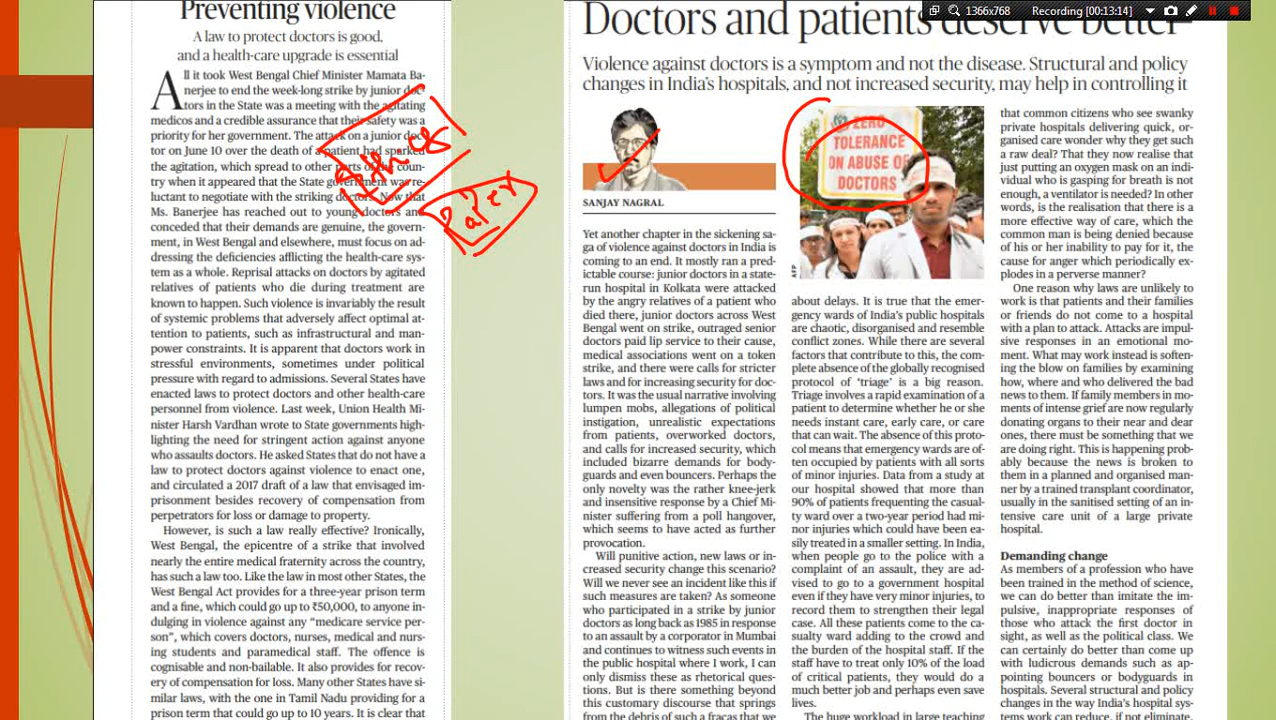 Preventing violence
A law to protect doctors is good,
and a health-care upgrade is essential
All it took West Bengal Chief Minister Mamata Ba-
nerjee to end the week-long strike by junior doc-
tors in the State was a meeting with the agitating
medicos and a credible assurance that their safety was a
priority for her government. The attack on a junior doc-
tor on June 10 over the death of a patient had sparked
the agitation, which spread to other parts of the coun-
try when it appeared that the State government was re-
luctant to negotiate with the striking doctors. Now that
Ms. Banerjee has reached out to young doctors and
conceded that their demands are genuine, the govern-
ment, in West Bengal and elsewhere, must focus on ad-
dressing the deficiencies afflicting the health-care sys-
tem as a whole. Reprisal attacks on doctors by agitated
relatives of patients who die during treatment are
known to happen. Such violence is invariably the result
of systemic problems that adversely affect optimal at-
tention to patients, such as infrastructural and man-
power constraints. It is apparent that doctors work in
stressful environments, sometimes under political
pressure with regard to admissions. Several States have
enacted laws to protect doctors and other health-care
personnel from violence. Last week, Union Health Mi-
nister Harsh Vardhan wrote to State governments high-
lighting the need for stringent action against anyone
who assaults doctors. He asked States that do not have a
law to protect doctors against violence to enact one,
and circulated a 2017 draft of a law that envisaged im-
prisonment besides recovery of compensation from
perpetrators for loss or damage to property.
However, is such a law really effective? Ironically,
West Bengal, the epicentre of a strike that involved
nearly the entire medical fraternity across the country,
has such a law too. Like the law in most other States, the
West Bengal Act provides for a three-year prison term
and a fine, which could go up to ₹50,000, to anyone in-
dulging in violence against any “medicare service per-
son”, which covers doctors, nurses, medical and nurs-
ing students and paramedical staff. The offence is
cognisable and non-bailable. It also provides for recov-
ery of compensation for loss. Many other States have si-
milar laws, with the one in Tamil Nadu providing for a
prison term that could go up to 10 years. It is clear that
Doctors and patients deserve better
1366x768
Recording [00:13:14]
Violence against doctors is a symptom and not the disease. Structural and policy
changes in India’s hospitals, and not increased security, may help in controlling it
SANJAY NAGRAL
Yet another chapter in the sickening sa-
ga of violence against doctors in India is
coming to an end. It mostly ran a pred-
ictable course: junior doctors in a state-
run hospital in Kolkata were attacked
by the angry relatives of a patient who
died there, junior doctors across West
Bengal went on strike, outraged senior
doctors paid lip service to their cause,
medical associations went on a token
strike, and there were calls for stricter
laws and for increasing security for doc-
tors. It was the usual narrative involving
lumpen mobs, allegations of political
instigation, unrealistic expectations
from patients, overworked doctors,
and calls for increased security, which
included bizarre demands for body-
guards and even bouncers. Perhaps the
only novelty was the rather knee-jerk
and insensitive response by a Chief Mi-
nister suffering from a poll hangover,
which seems to have acted as further
provocation.
Will punitive action, new laws or in-
creased security change this scenario?
Will we never see an incident like this if
such measures are taken? As someone
who participated in a strike by junior
doctors as long back as 1985 in response
to an assault by a corporator in Mumbai
and continues to witness such events in
the public hospital where I work, I can
only dismiss these as rhetorical ques-
tions. But is there something beyond
this customary discourse that springs
from the debris of such a fracas that we
ZERO
TOLERANCE
ON ABUSE OF
DOCTORS
AFP
about delays. It is true that the emer-
gency wards of India’s public hospitals
are chaotic, disorganised and resemble
conflict zones. While there are several
factors that contribute to this, the com-
plete absence of the globally recognised
protocol of ‘triage’ is a big reason.
Triage involves a rapid examination of a
patient to determine whether he or she
needs instant care, early care, or care
that can wait. The absence of this proto-
col means that emergency wards are of-
ten occupied by patients with all sorts
of minor injuries. Data from a study at
our hospital showed that more than
90% of patients frequenting the casual-
ty ward over a two-year period had mi-
nor injuries which could have been ea-
sily treated in a smaller setting. In India,
when people go to the police with a
complaint of an assault, they are ad-
vised to go to a government hospital
even if they have very minor injuries, to
record them to strengthen their legal
case. All these patients come to the ca-
sualty ward adding to the crowd and
the burden of the hospital staff. If the
staff have to treat only 10% of the load
of critical patients, they would do a
much better job and perhaps even save
lives.
The huge workload in large teaching
that common citizens who see swanky
private hospitals delivering quick, or-
ganised care wonder why they get such
a raw deal? That they now realise that
just putting an oxygen mask on an indi-
vidual who is gasping for breath is not
enough, a ventilator is needed? In other
words, is the realisation that there is a
more effective way of care, which the
common man is being denied because
of his or her inability to pay for it, the
cause for anger which periodically ex-
plodes in a perverse manner?
One reason why laws are unlikely to
work is that patients and their families
or friends do not come to a hospital
with a plan to attack. Attacks are impul-
sive responses in an emotional mo-
ment. What may work instead is soften-
ing the blow on families by examining
how, where and who delivered the bad
news to them. If family members in mo-
ments of intense grief are now regularly
donating organs to their near and dear
ones, there must be something that we
are doing right. This is happening prob-
ably because the news is broken to
them in a planned and organised man-
ner by a trained transplant coordinator,
usually in the sanitised setting of an in-
tensive care unit of a large private
hospital.
Demanding change
As members of a profession who have
been trained in the method of science,
we can do better than imitate the im-
pulsive, inappropriate responses of
those who attack the first doctor in
sight, as well as the political class. We
can certainly do better than come up
with ludicrous demands such as ap-
pointing bouncers or bodyguards in
hospitals. Several structural and policy
changes in the way India’s hospital sys-
tems work can reduce, if not eliminate,